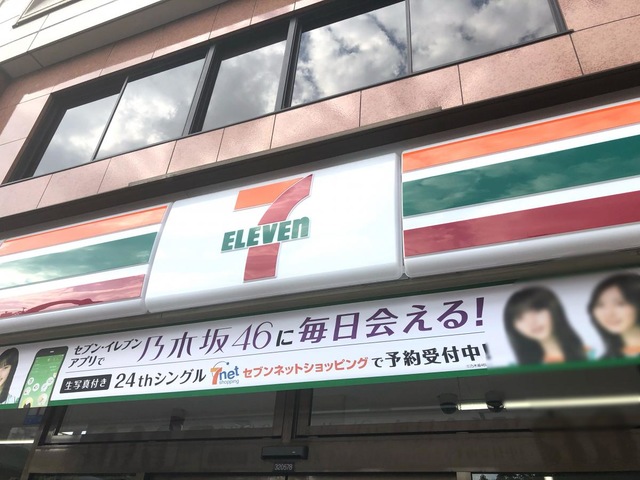 7
ELEVEn
セブン-イレブン
アプリで
乃木坂46に毎日会える!
生写真付き 24thシングル 7net shopping セブンネットショッピングで予約受付中!